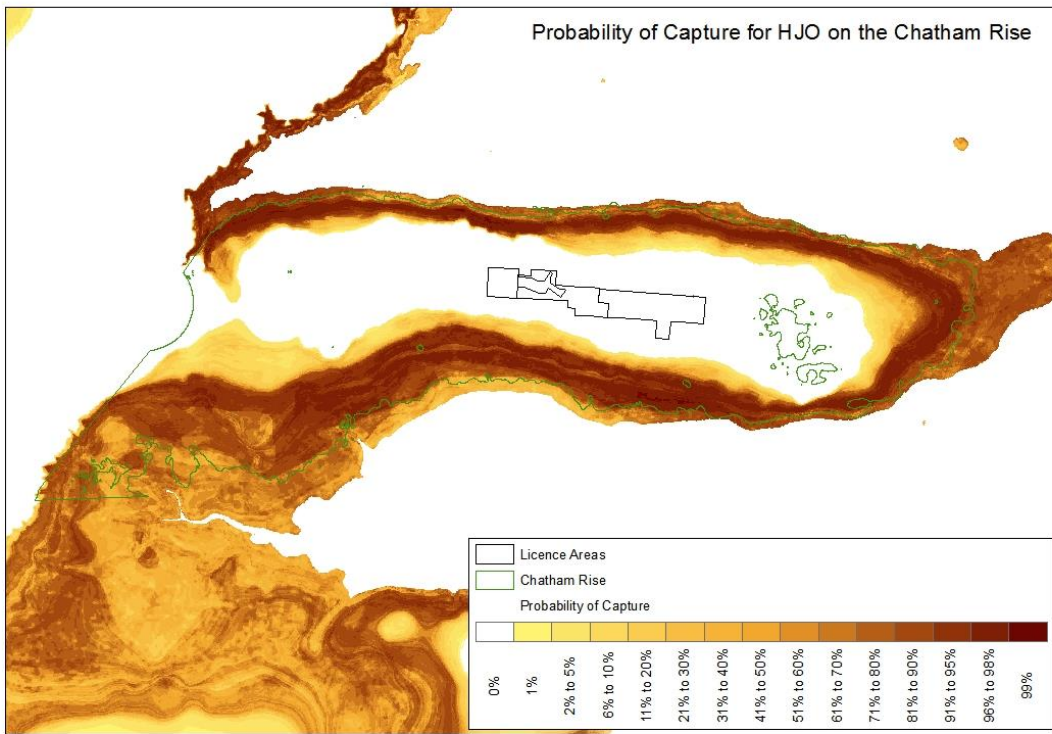 Probability of Capture for HJO on the Chatham Rise
Licence Areas
Chatham Rise
Probability of Capture
0%
1%
2% to 5%
6% to 10%
11% to 20%
21% to 30%
31% to 40%
41% to 50%
51% to 60%
61% to 70%
71% to 80%
81% to 90%
91% to 95%
96% to 98%
99%